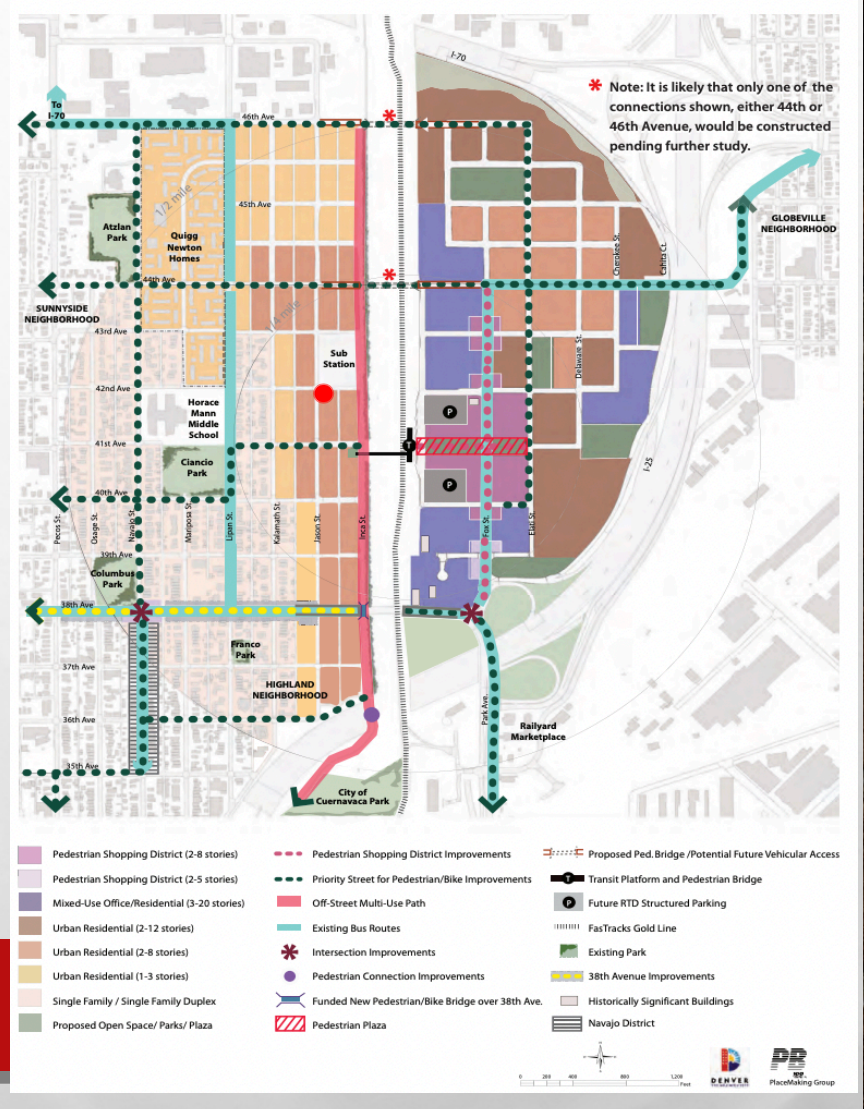 I-70
Note: It is likely that only one of the
connections shown, either 44th or
46th Avenue, would be constructed
pending further study.
To
I-70
46th Ave
1/2 mile
45th Ave
Atzlan
Park
Quigg
Newton
Homes
GLOBEVILLE
NEIGHBORHOOD
Cherokee St.
Cahita Ct.
44th Ave
SUNNYSIDE
NEIGHBORHOOD
1/4 mile
43rd Ave
Sub
Station
Delaware St.
42nd Ave
Horace
Mann
Middle
School
P
41st Ave
T
Ciancio
Park
I-25
P
40th Ave
Pecos St.
Osage St.
Navajo St.
Mariposa St.
Lipan St.
Kalamath St.
Jason St.
Inca St.
Fox St.
Elati St.
39th Ave
Columbus
Park
38th Ave
Franco
Park
37th Ave
HIGHLAND
NEIGHBORHOOD
36th Ave
Park Ave.
Railyard
Marketplace
35th Ave
City of
Cuernavaca Park
Pedestrian Shopping District (2-8 stories)
Pedestrian Shopping District (2-5 stories)
Mixed-Use Office/Residential (3-20 stories)
Urban Residential (2-12 stories)
Urban Residential (2-8 stories)
Urban Residential (1-3 stories)
Single Family / Single Family Duplex
Proposed Open Space/ Parks/ Plaza
Pedestrian Shopping District Improvements
Priority Street for Pedestrian/Bike Improvements
Off-Street Multi-Use Path
Existing Bus Routes
Intersection Improvements
Pedestrian Connection Improvements
Funded New Pedestrian/Bike Bridge over 38th Ave.
Pedestrian Plaza
Proposed Ped. Bridge /Potential Future Vehicular Access
T Transit Platform and Pedestrian Bridge
P Future RTD Structured Parking
FasTracks Gold Line
Existing Park
38th Avenue Improvements
Historically Significant Buildings
Navajo District
0 200 400 800 1,200
Feet
DENVER
PB
PlaceMaking Group